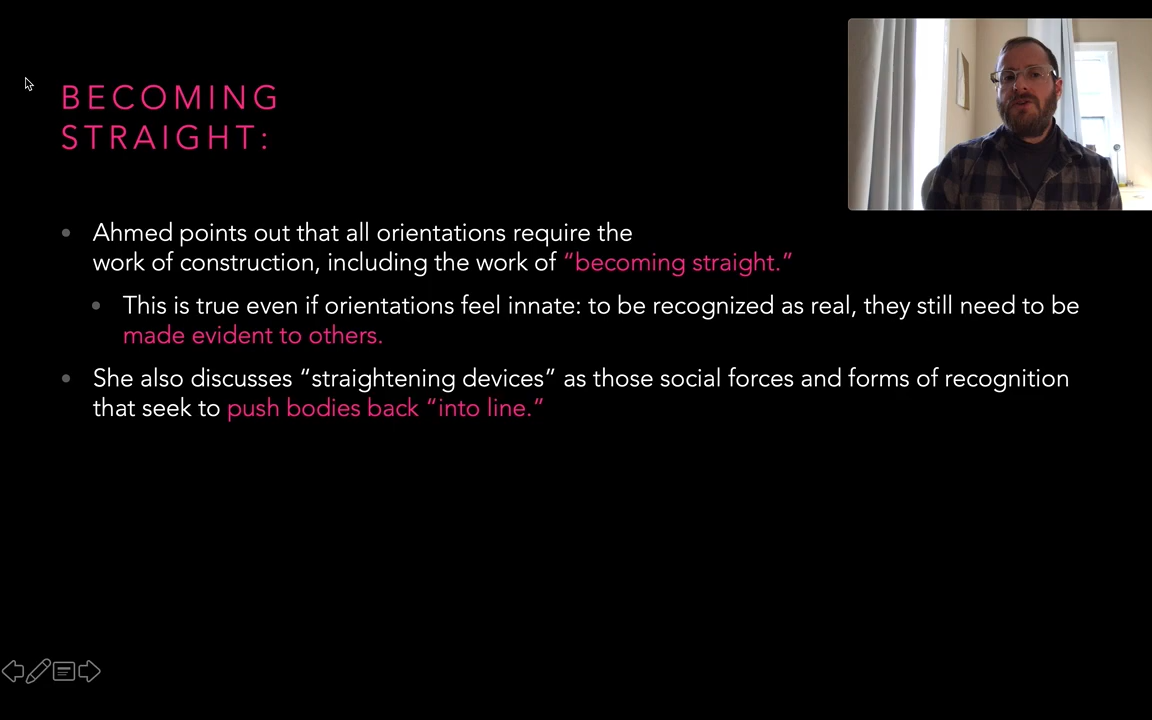 BECOMING
STRAIGHT:
• Ahmed points out that all orientations require the
work of construction, including the work of “becoming straight.”
• This is true even if orientations feel innate: to be recognized as real, they still need to be
made evident to others.
• She also discusses “straightening devices” as those social forces and forms of recognition
that seek to push bodies back “into line.”